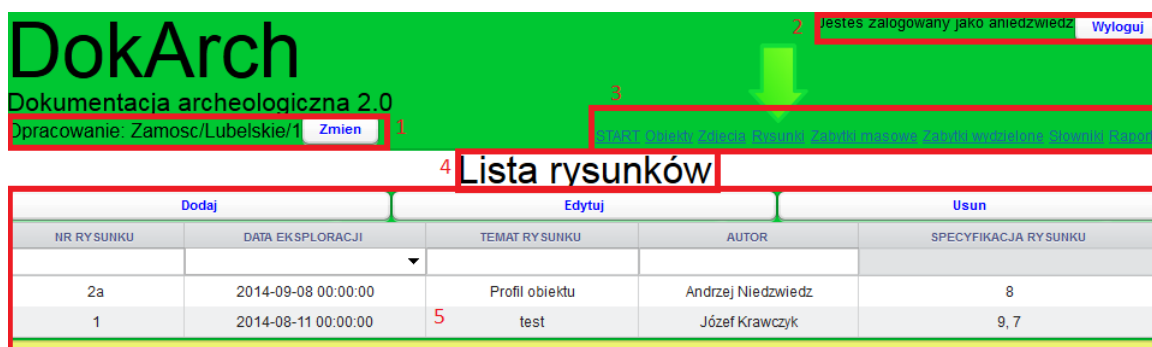 Jestes zalogowany jako aniedzwiedz Wyloguj
2
DokArch
Dokumentacja archeologiczna 2.0
3
Opracowanie: Zamosc/Lubelskie/1 Zmien 1
START Obiekty Zdjecia Rysunki Zabytki masowe Zabytki wydzielone Słowniki Raport
4 Lista rysunków
Dodaj Edytuj Usun
NR RYSUNKU DATA EKSPLORACJI TEMAT RYSUNKU AUTOR SPECYFIKACJA RYSUNKU
2a 2014-09-08 00:00:00 Profil obiektu Andrzej Niedzwiedz 8
1 2014-08-11 00:00:00 5 test Józef Krawczyk 9, 7